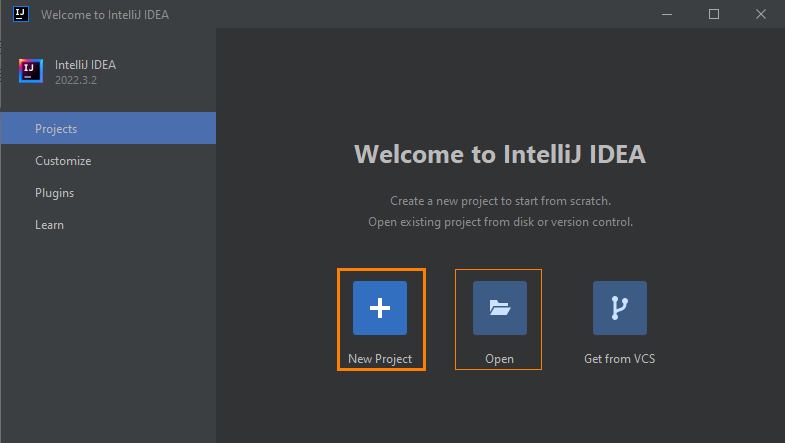 Welcome to IntelliJ IDEA
IntelliJ IDEA
2022.3.2
Projects
Customize
Plugins
Learn
Welcome to IntelliJ IDEA
Create a new project to start from scratch.
Open existing project from disk or version control.
New Project
Open
Get from VCS